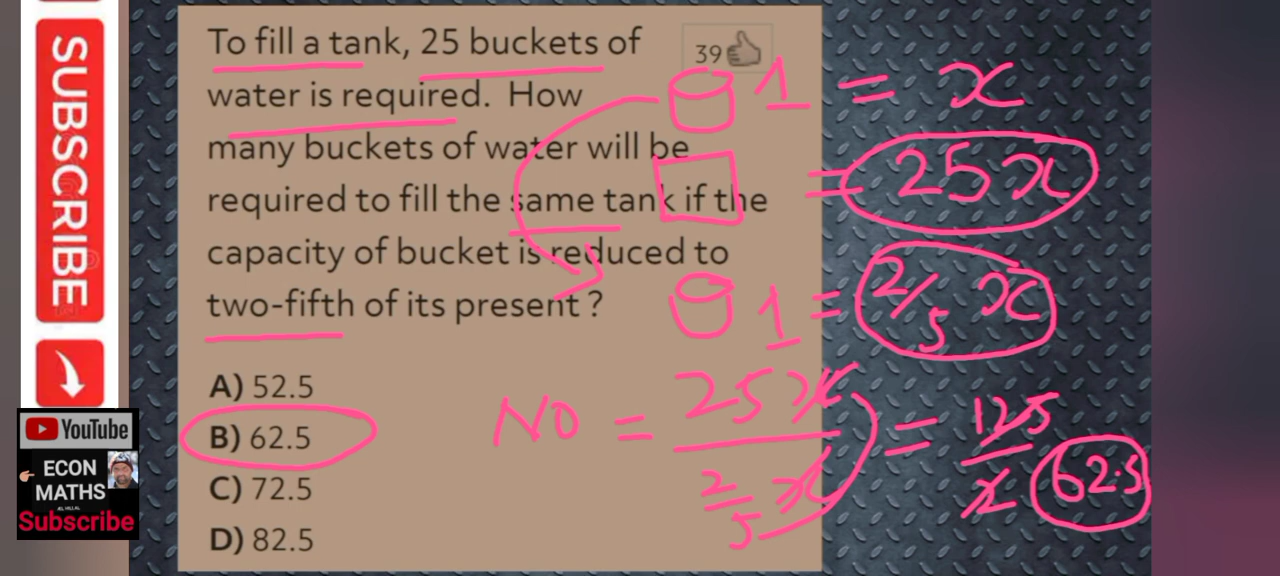 SUBSCRIBE
YouTube
ECON
MATHS
AL HILAL
Subscribe
To fill a tank, 25 buckets of
water is required. How
many buckets of water will be
required to fill the same tank if the
capacity of bucket is reduced to
two-fifth of its present ?
A) 52.5
B) 62.5
C) 72.5
D) 82.5
39
1 = x
= 25 x
1 = 2/5 x
NO = 25x / 2/5 x = 125/2 62.5